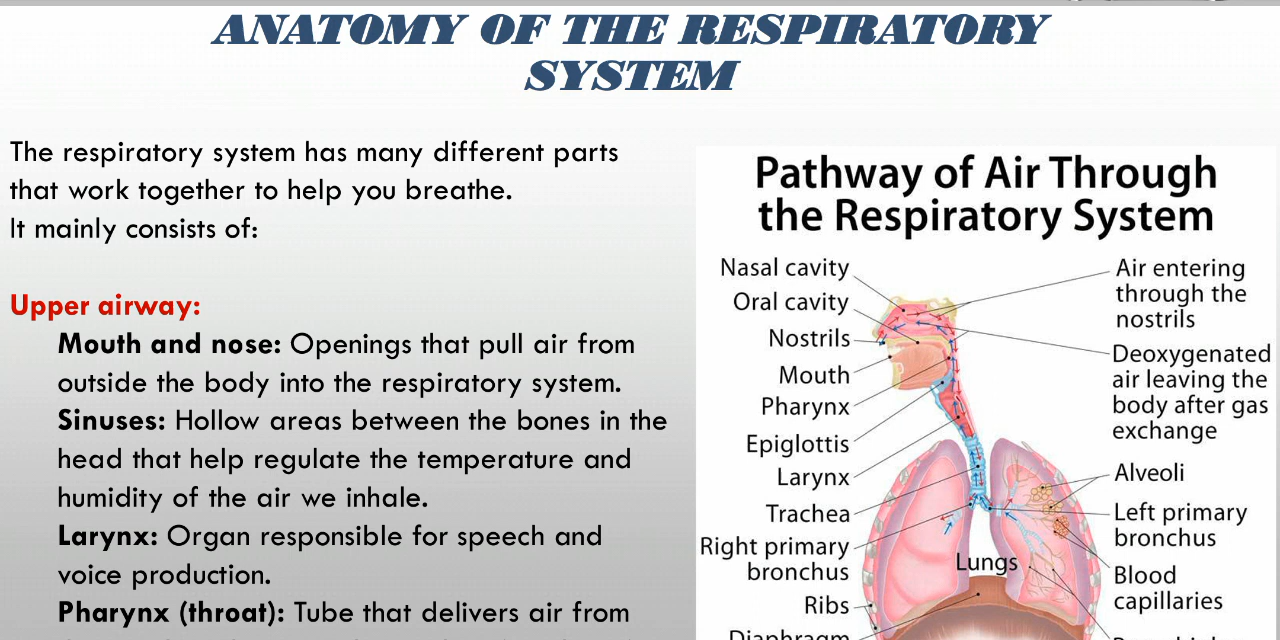 ANATOMY OF THE RESPIRATORY
SYSTEM
The respiratory system has many different parts
that work together to help you breathe.
It mainly consists of:
Upper airway:
Mouth and nose: Openings that pull air from
outside the body into the respiratory system.
Sinuses: Hollow areas between the bones in the
head that help regulate the temperature and
humidity of the air we inhale.
Larynx: Organ responsible for speech and
voice production.
Pharynx (throat): Tube that delivers air from
Pathway of Air Through
the Respiratory System
Nasal cavity
Oral cavity
Nostrils
Mouth
Pharynx
Epiglottis
Larynx
Trachea
Right primary
bronchus
Ribs
Diaphragm
Lungs
Air entering
through the
nostrils
Deoxygenated
air leaving the
body after gas
exchange
Alveoli
Left primary
bronchus
Blood
capillaries